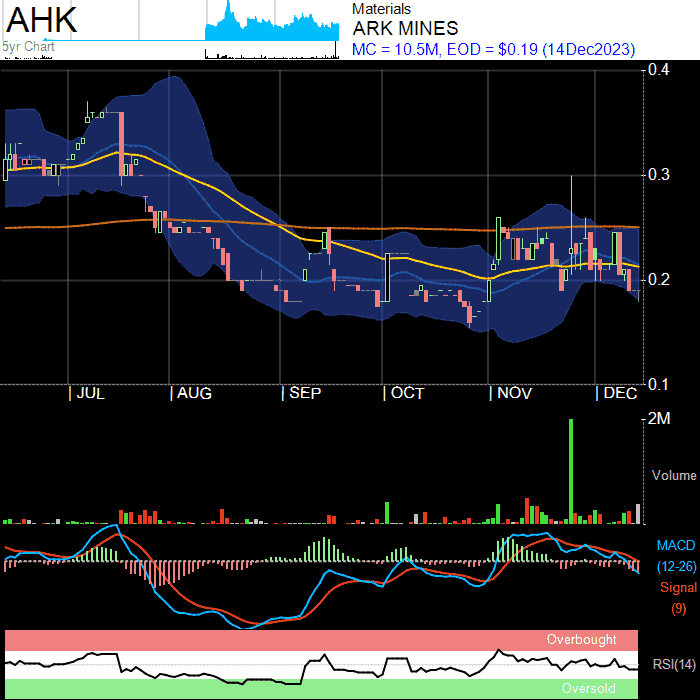 AHK
5yr Chart
Materials
ARK MINES
MC = 10.5M, EOD = $0.19 (14Dec2023)
0.4
0.3
0.2
0.1
JUL
AUG
SEP
OCT
NOV
DEC
2M
Volume
MACD
(12-26)
Signal
(9)
Overbought
RSI(14)
Oversold